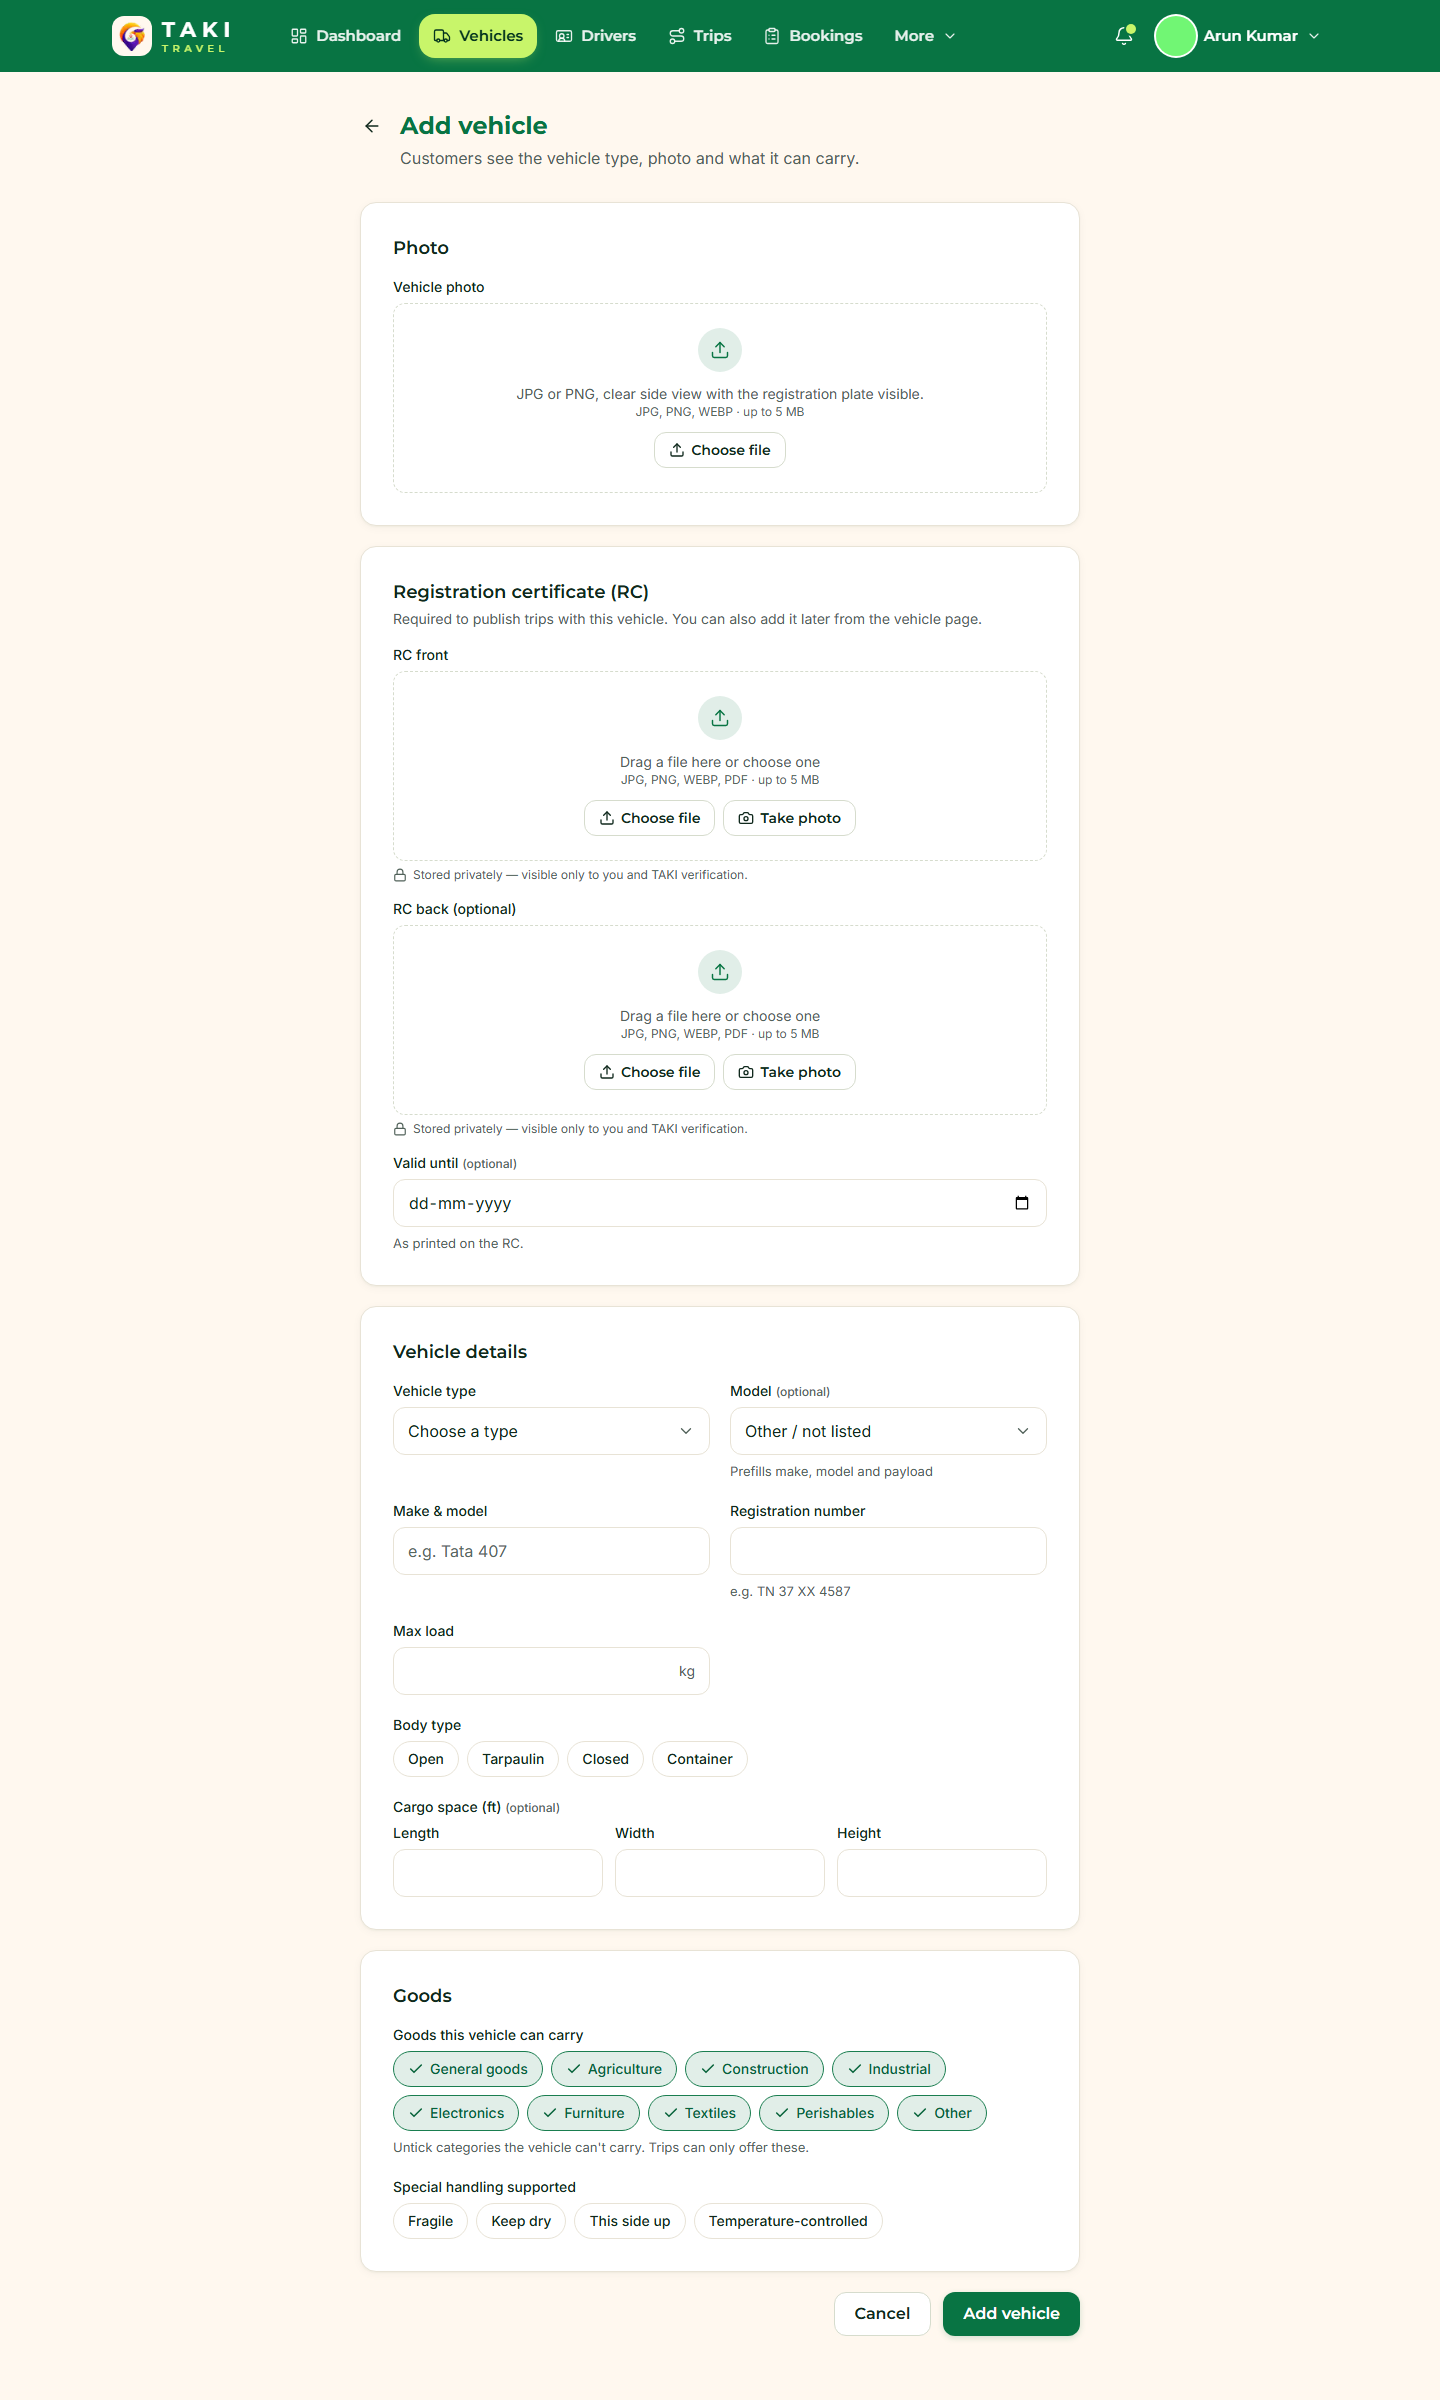 TAKI
TRAVEL
Dashboard
Vehicles
Drivers
Trips
Bookings
More
Arun Kumar
Add vehicle
Customers see the vehicle type, photo and what it can carry.
Photo
Vehicle photo
JPG or PNG, clear side view with the registration plate visible.
JPG, PNG, WEBP · up to 5 MB
Choose file
Registration certificate (RC)
Required to publish trips with this vehicle. You can also add it later from the vehicle page.
RC front
Drag a file here or choose one
JPG, PNG, WEBP, PDF · up to 5 MB
Choose file
Take photo
Stored privately — visible only to you and TAKI verification.
RC back (optional)
Drag a file here or choose one
JPG, PNG, WEBP, PDF · up to 5 MB
Choose file
Take photo
Stored privately — visible only to you and TAKI verification.
Valid until (optional)
dd-mm-yyyy
As printed on the RC.
Vehicle details
Vehicle type
Choose a type
Model (optional)
Other / not listed
Prefills make, model and payload
Make & model
e.g. Tata 407
Registration number
e.g. TN 37 XX 4587
Max load
kg
Body type
Open
Tarpaulin
Closed
Container
Cargo space (ft) (optional)
Length
Width
Height
Goods
Goods this vehicle can carry
General goods
Agriculture
Construction
Industrial
Electronics
Furniture
Textiles
Perishables
Other
Untick categories the vehicle can't carry. Trips can only offer these.
Special handling supported
Fragile
Keep dry
This side up
Temperature-controlled
Cancel
Add vehicle